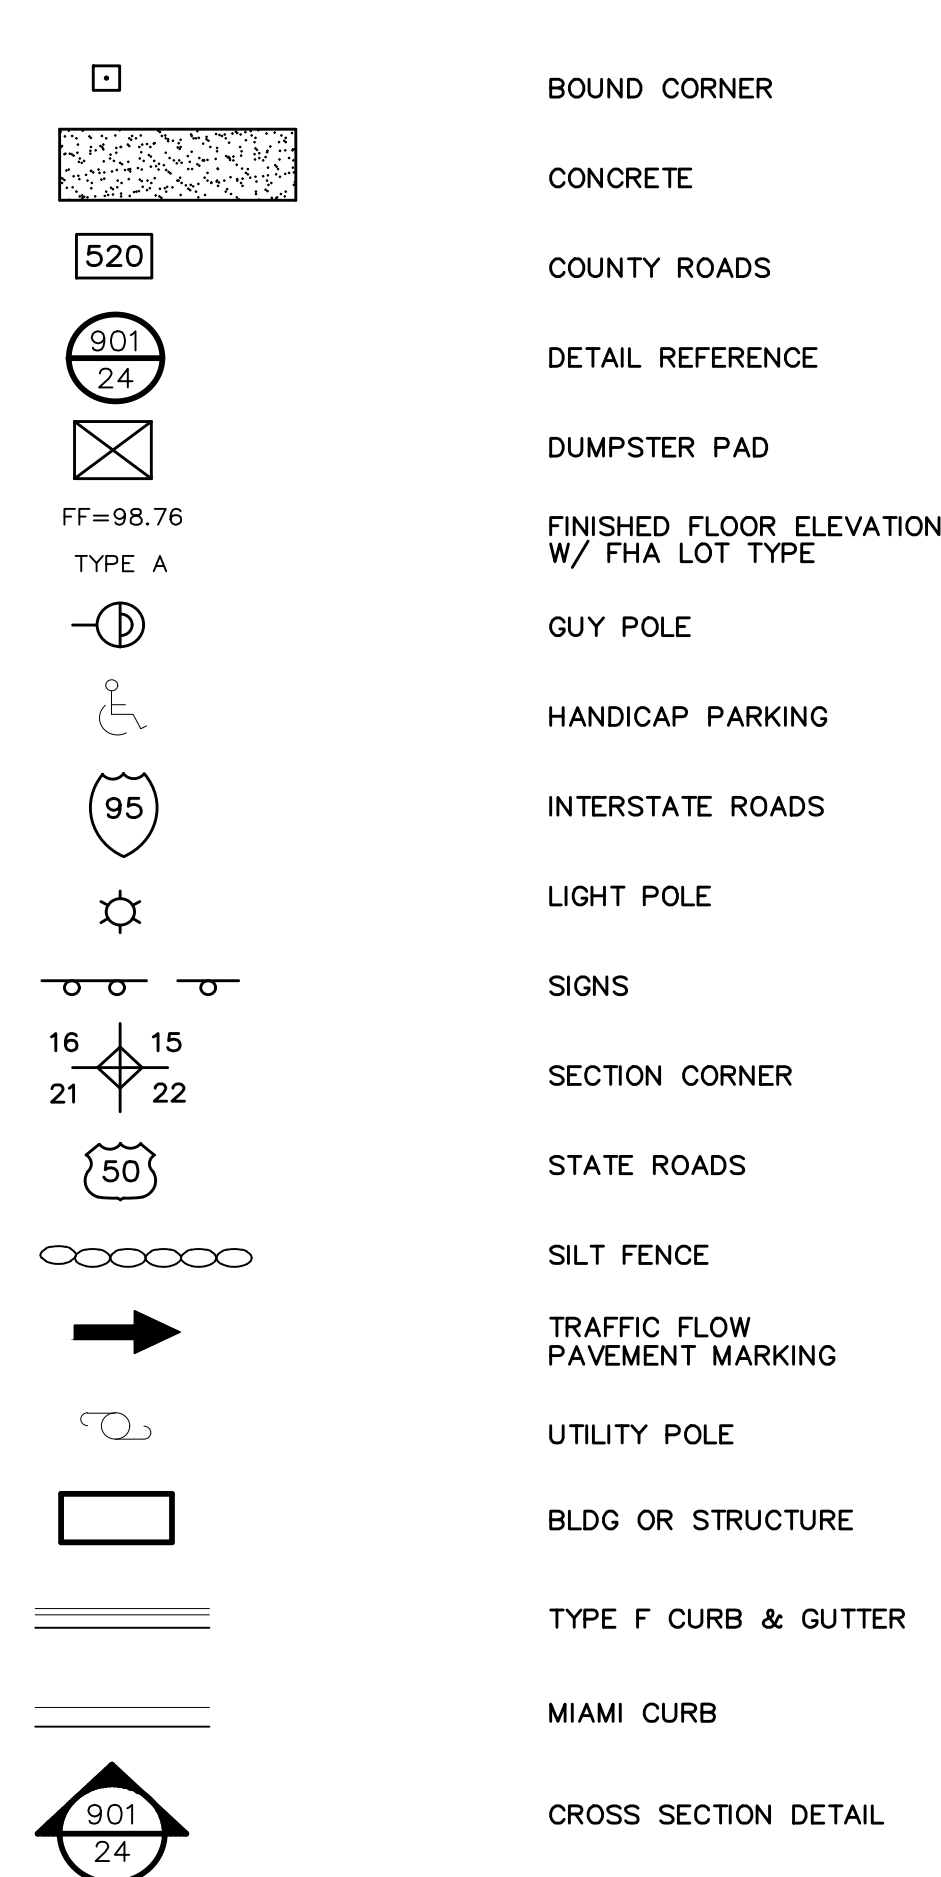 BOUND CORNER
CONCRETE
520
COUNTY ROADS
901
24
DETAIL REFERENCE
DUMPSTER PAD
FF=98.76
TYPE A
FINISHED FLOOR ELEVATION
W/ FHA LOT TYPE
GUY POLE
HANDICAP PARKING
95
INTERSTATE ROADS
LIGHT POLE
SIGNS
16 15
21 22
SECTION CORNER
50
STATE ROADS
SILT FENCE
TRAFFIC FLOW
PAVEMENT MARKING
UTILITY POLE
BLDG OR STRUCTURE
TYPE F CURB & GUTTER
MIAMI CURB
901
24
CROSS SECTION DETAIL